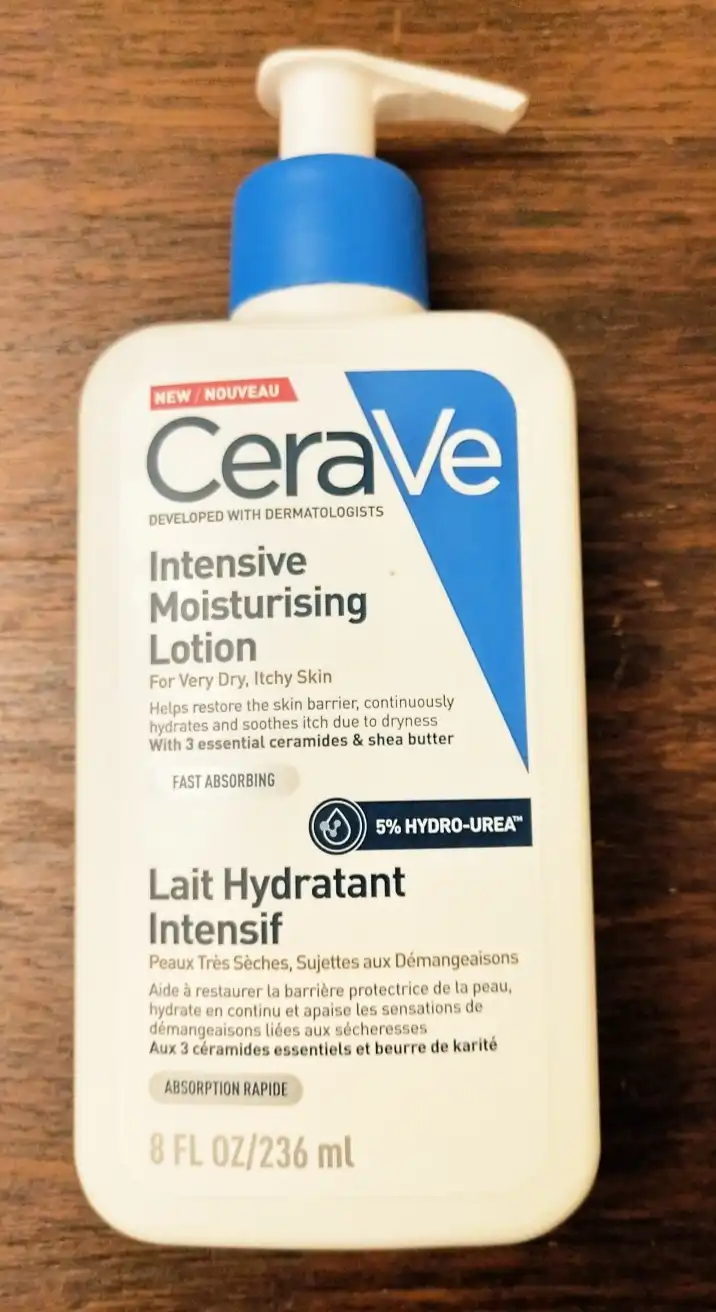 NEW / NOUVEAU
CeraVe
DEVELOPED WITH DERMATOLOGISTS
Intensive
Moisturising
Lotion
For Very Dry, Itchy Skin
Helps restore the skin barrier, continuously
hydrates and soothes itch due to dryness
With 3 essential ceramides & shea butter
FAST ABSORBING
5% HYDRO-UREA™
Lait Hydratant
Intensif
Peaux Très Sèches, Sujettes aux Démangeaisons
Aide à restaurer la barrière protectrice de la peau,
hydrate en continu et apaise les sensations de
démangeaisons liées aux sécheresses
Aux 3 céramides essentiels et beurre de karité
ABSORPTION RAPIDE
8 FL OZ/236 ml